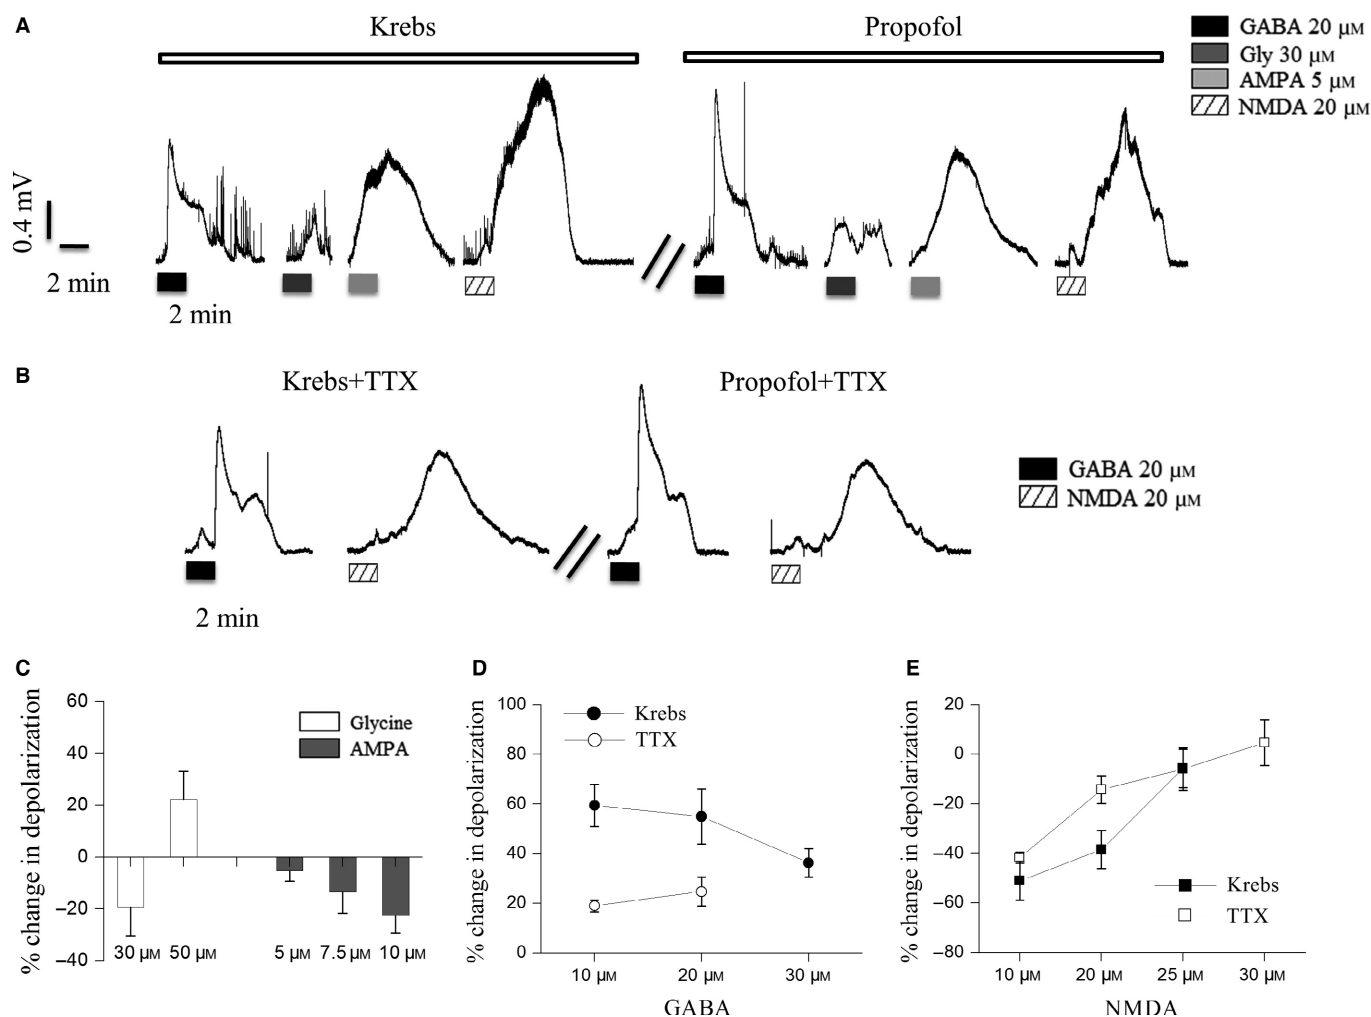 A
Krebs
Propofol
GABA 20 μM
Gly 30 μM
AMPA 5 μM
NMDA 20 μM
0.4 mV
2 min
2 min
B
Krebs+TTX
Propofol+TTX
GABA 20 μM
NMDA 20 μM
2 min
C
% change in depolarization
60
40
20
0
−20
−40
Glycine
AMPA
30 μM
50 μM
5 μM
7.5 μM
10 μM
D
% change in depolarization
100
80
60
40
20
0
Krebs
TTX
10 μM
20 μM
30 μM
GABA
E
% change in depolarization
20
0
−20
−40
−60
−80
Krebs
TTX
10 μM
20 μM
25 μM
30 μM
NMDA